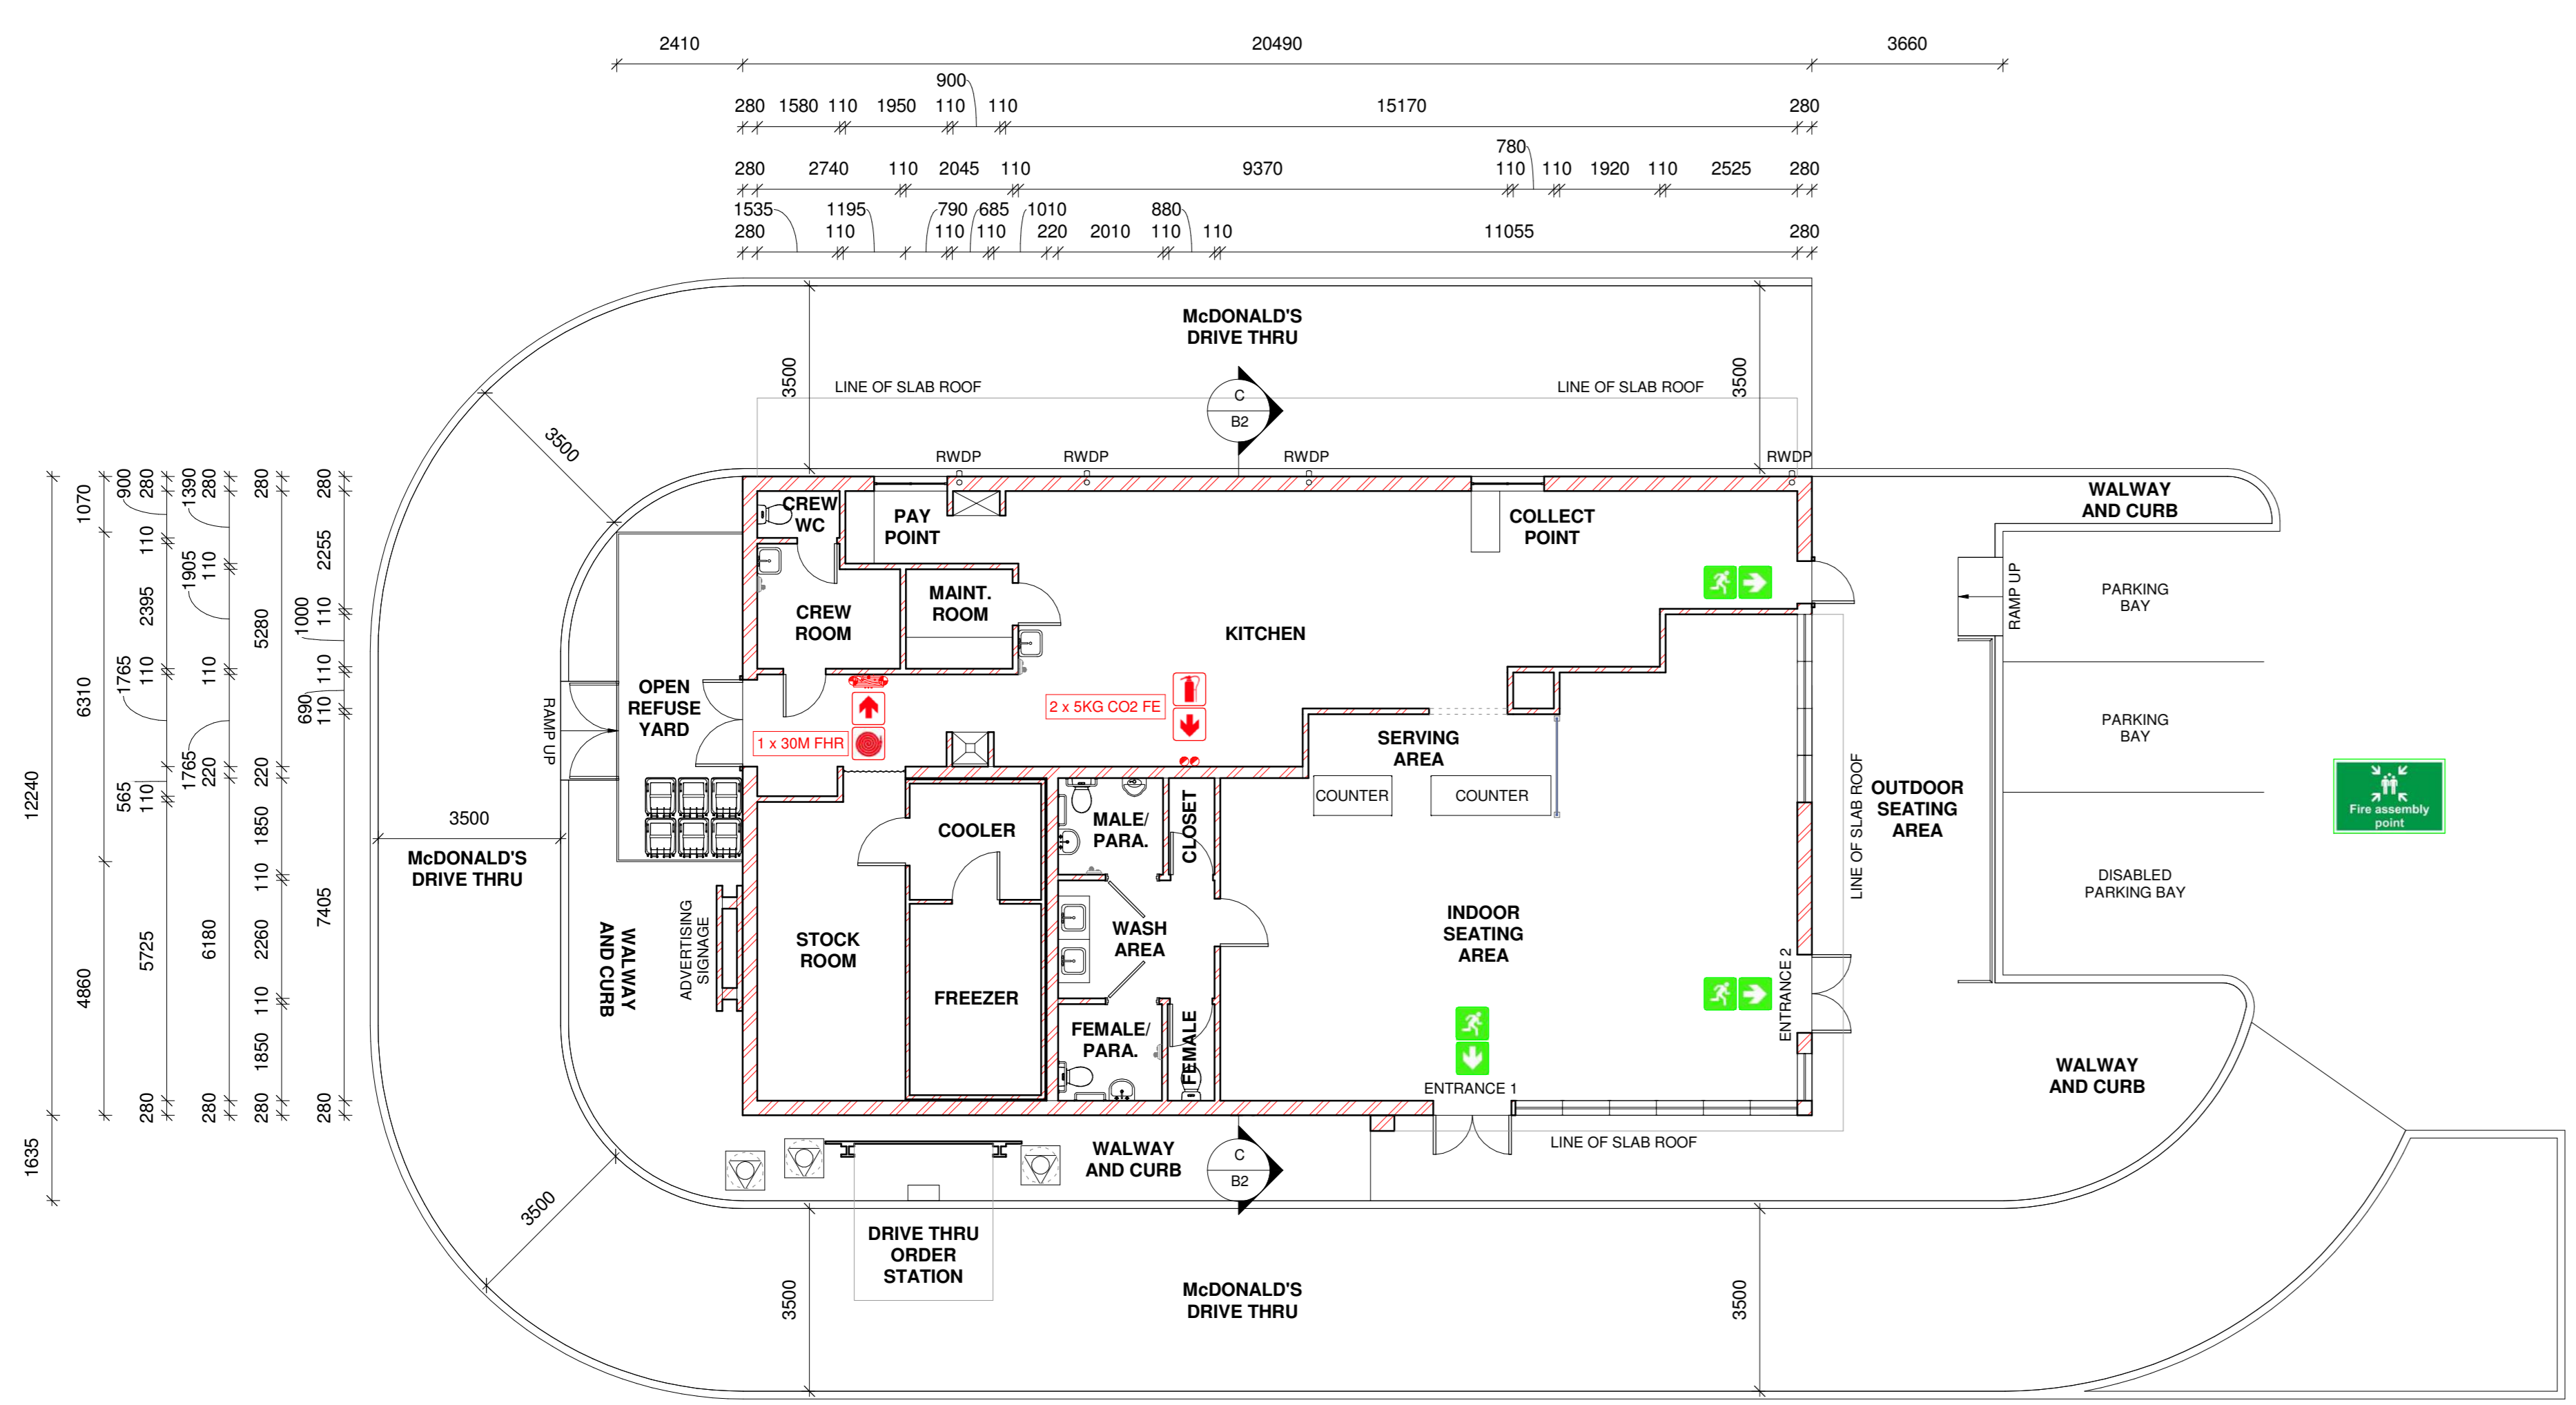 2410 20490 3660
900
280 1580 110 1950 110 110 15170 280
780
280 2740 110 2045 110 9370 110 110 1920 110 2525 280
1535 1195 790 685 1010 880
280 110 110 110 220 2010 110 110 11055 280
McDONALD'S
DRIVE THRU
3500
3500
LINE OF SLAB ROOF
LINE OF SLAB ROOF
C
B2
3500
RWDP
RWDP
RWDP
RWDP
12240
1635
1070
6310
4860
900
1765
565
280
110
2395
110
110
5725
280
1390
1905
1765
280
110
110
220
6180
280
280
5280
220
1850
110
2260
110
1850
280
1000
690
280
2255
110
110
110
7405
280
CREW
WC
PAY
POINT
COLLECT
POINT
WALWAY
AND CURB
CREW
ROOM
MAINT.
ROOM
KITCHEN
RAMP UP
PARKING
BAY
OPEN
REFUSE
YARD
RAMP UP
1 x 30M FHR
2 x 5KG CO2 FE
SERVING
AREA
COUNTER
COUNTER
PARKING
BAY
LINE OF SLAB ROOF
OUTDOOR
SEATING
AREA
Fire assembly
point
3500
McDONALD'S
DRIVE THRU
COOLER
MALE/
PARA.
CLOSET
DISABLED
PARKING BAY
WALWAY
AND CURB
ADVERTISING
SIGNAGE
STOCK
ROOM
FREEZER
WASH
AREA
INDOOR
SEATING
AREA
ENTRANCE 2
FEMALE/
PARA.
FEMALE
ENTRANCE 1
WALWAY
AND CURB
LINE OF SLAB ROOF
WALWAY
AND CURB
C
B2
3500
DRIVE THRU
ORDER
STATION
3500
McDONALD'S
DRIVE THRU
3500